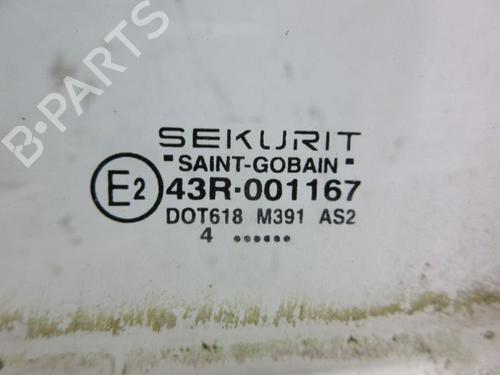 B-PARTS
SEKURIT
"SAINT-GOBAIN"
E2 43R-001167
DOT618 M391 AS2
4 ......